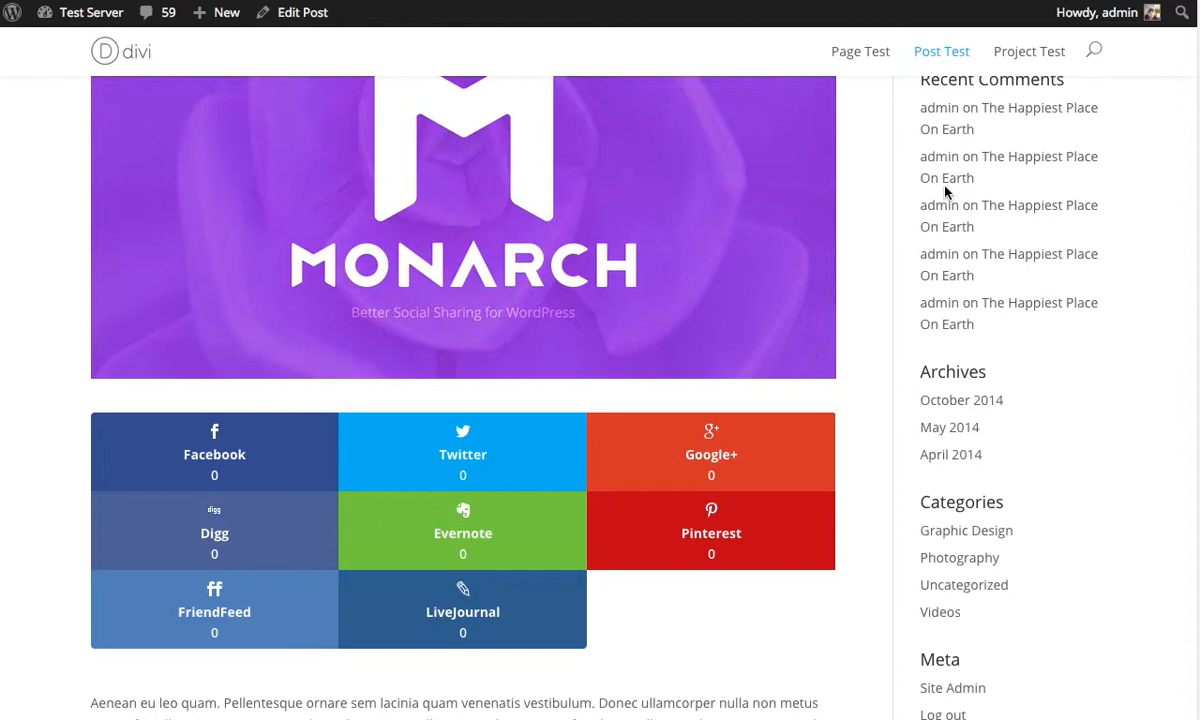 Test Server 59 New Edit Post Howdy, admin
divi Page Test Post Test Project Test
MONARCH
Better Social Sharing for WordPress
Facebook
0
Twitter
0
Google+
0
digg
Digg
0
Evernote
0
Pinterest
0
FriendFeed
0
LiveJournal
0
Aenean eu leo quam. Pellentesque ornare sem lacinia quam venenatis vestibulum. Donec ullamcorper nulla non metus
Recent Comments
admin on The Happiest Place
On Earth
admin on The Happiest Place
On Earth
admin on The Happiest Place
On Earth
admin on The Happiest Place
On Earth
admin on The Happiest Place
On Earth
Archives
October 2014
May 2014
April 2014
Categories
Graphic Design
Photography
Uncategorized
Videos
Meta
Site Admin
Log out